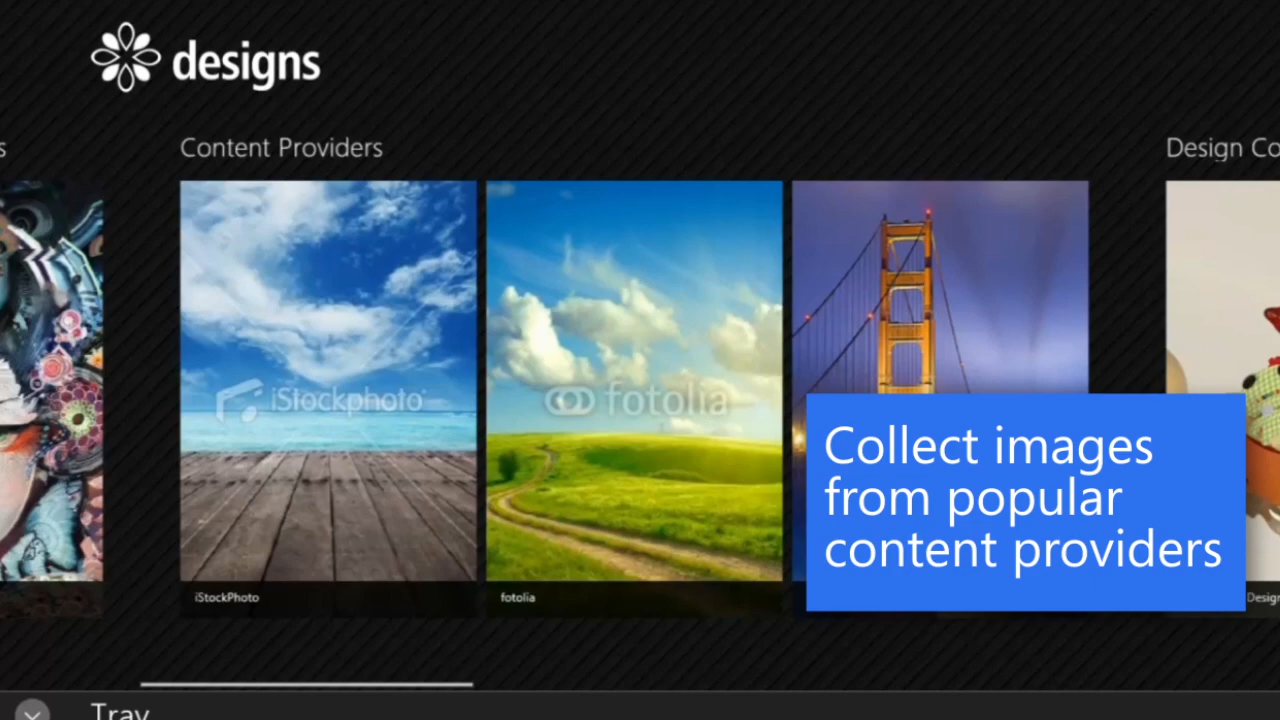 designs
s
Content Providers
Design Co
iStockphoto
fotolia
Collect images
from popular
content providers
iStockPhoto
fotolia
Design
Tray